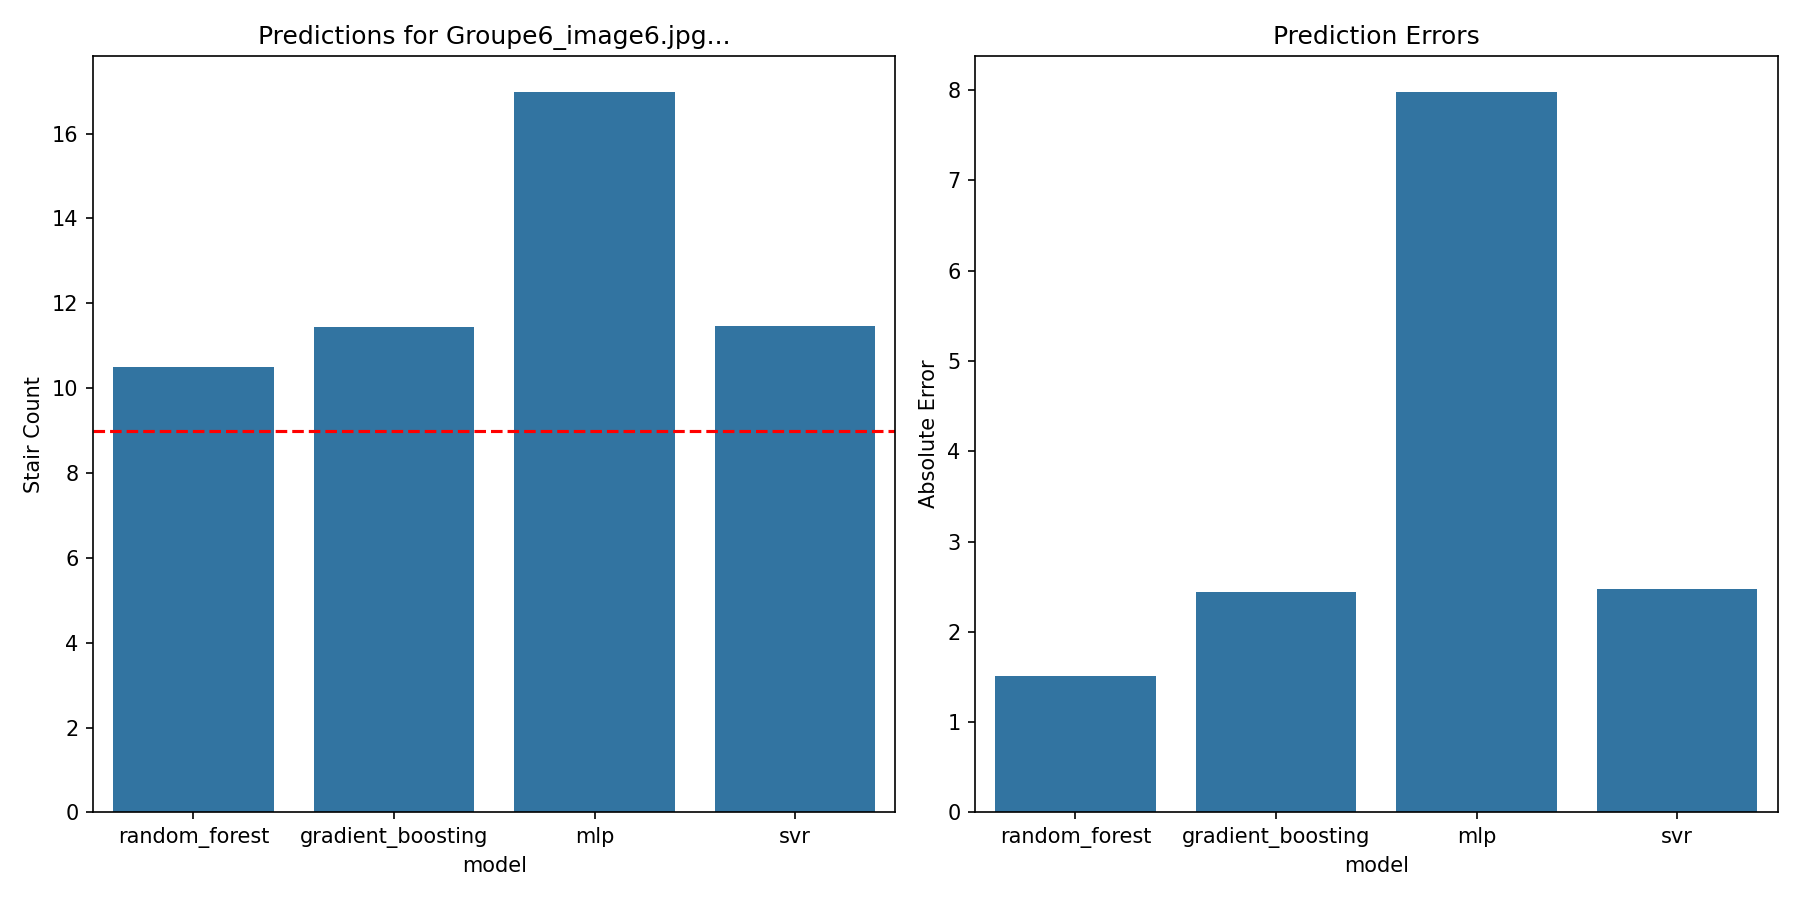 Predictions for Groupe6_image6.jpg...
Stair Count
16
14
12
10
8
6
4
2
0
random_forest gradient_boosting mlp svr
model
Prediction Errors
Absolute Error
8
7
6
5
4
3
2
1
0
random_forest gradient_boosting mlp svr
model